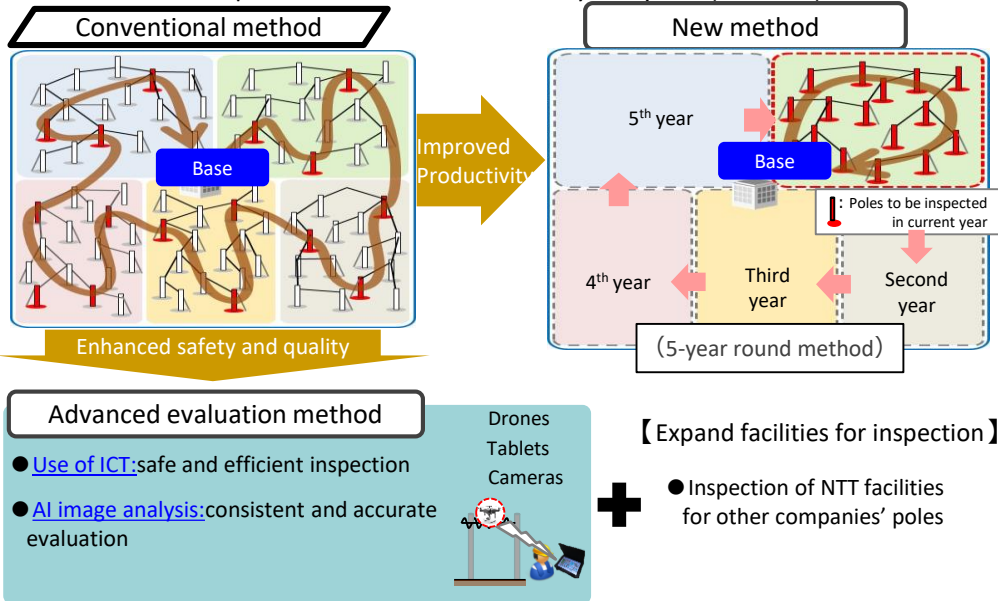 Conventional method
New method
Base
Improved
Productivity
5th year
Base
: Poles to be inspected
in current year
4th year
Third
year
Second
year
(5-year round method)
Enhanced safety and quality
Advanced evaluation method
●Use of ICT:safe and efficient inspection
●AI image analysis:consistent and accurate
evaluation
Drones
Tablets
Cameras
【Expand facilities for inspection】
●Inspection of NTT facilities
for other companies’ poles